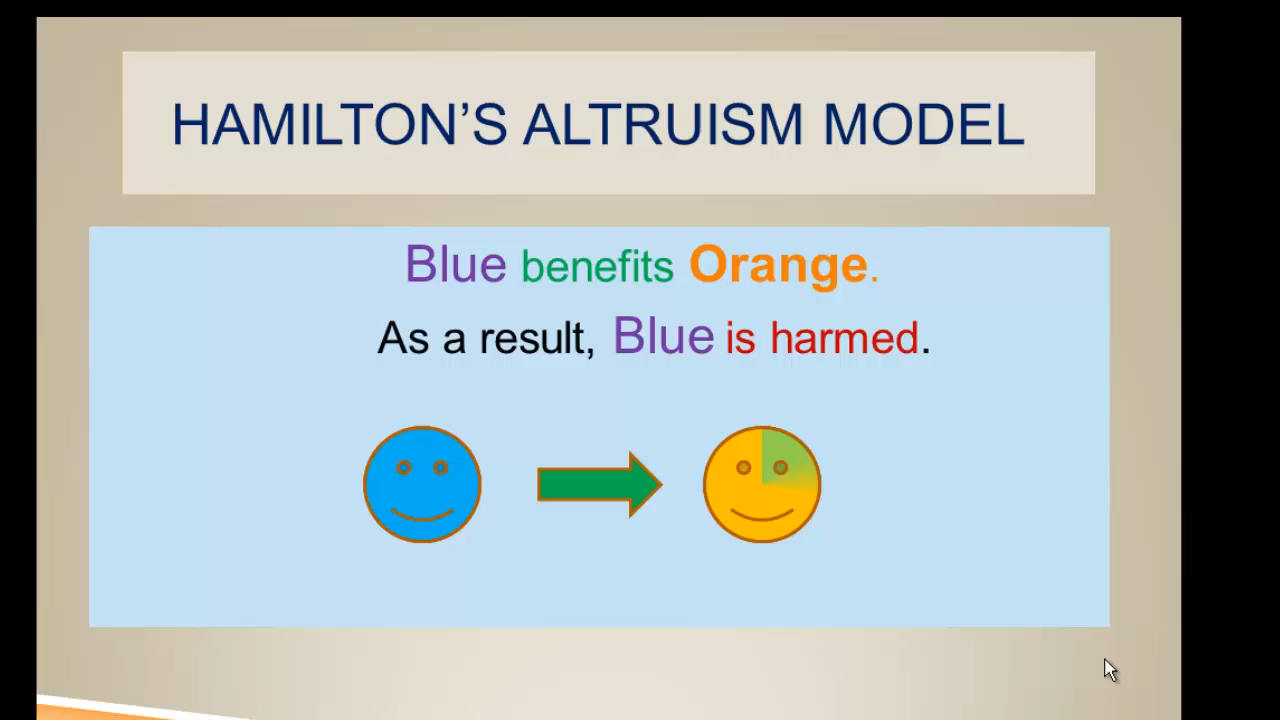 HAMILTON’S ALTRUISM MODEL
Blue benefits Orange.
As a result, Blue is harmed.